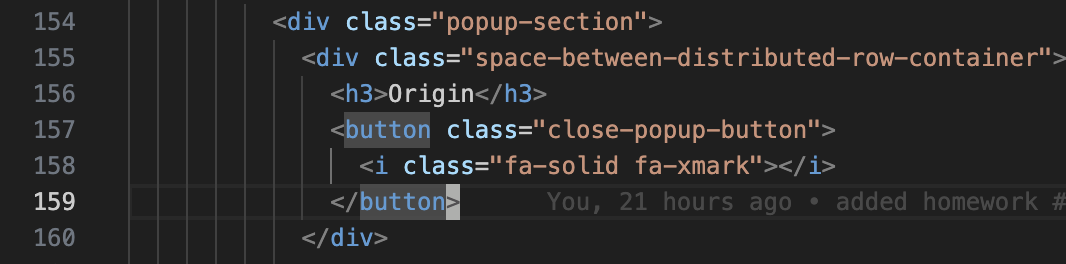 154 <div class="popup-section">
155 <div class="space-between-distributed-row-container">
156 <h3>Origin</h3>
157 <button class="close-popup-button">
158 <i class="fa-solid fa-xmark"></i>
159 </button> You, 21 hours ago • added homework #
160 </div>